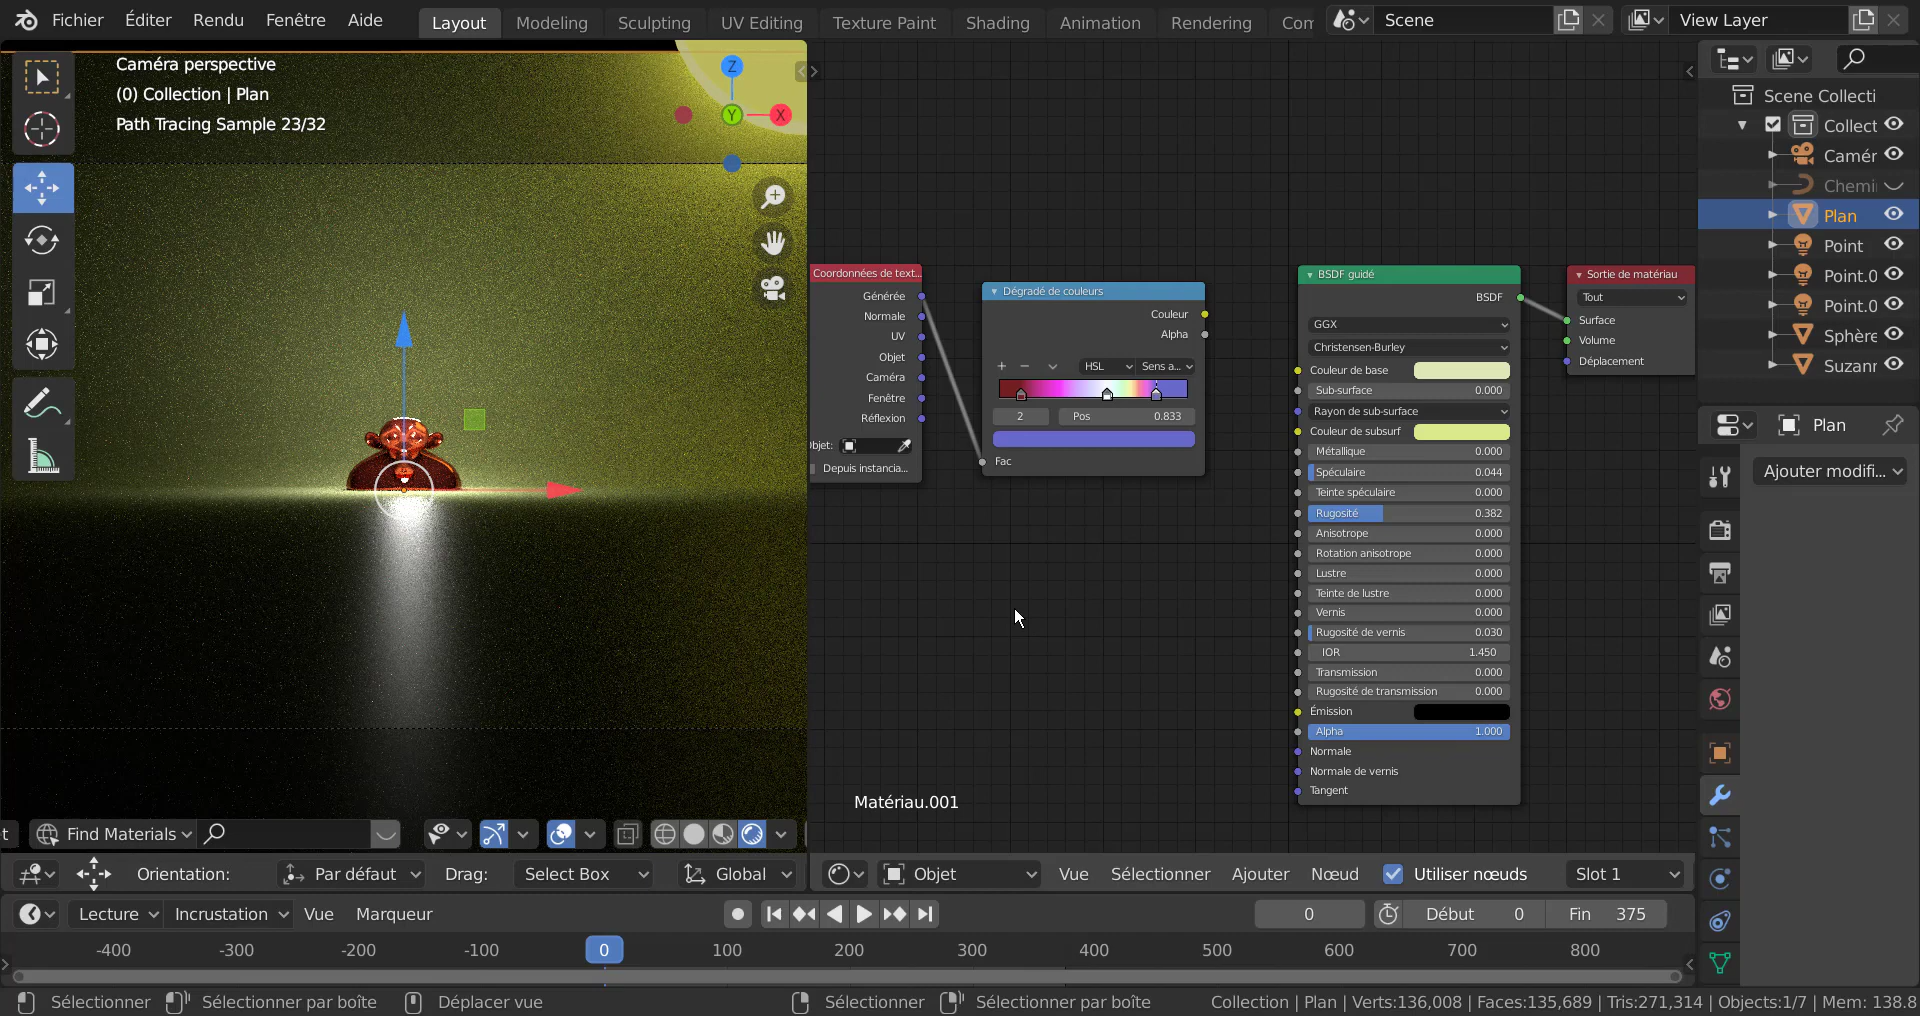 Fichier Éditer Rendu Fenêtre Aide Layout Modeling Sculpting UV Editing Texture Paint Shading Animation Rendering Scene View Layer
Caméra perspective
(0) Collection | Plan
Path Tracing Sample 23/32
Z
Y
X
Coordonnées de text...
Générée
Normale
UV
Objet
Caméra
Fenêtre
Réflexion
Depuis instancia...
Dégradé de couleurs
Couleur
Alpha
+ − HSL Sens a...
2 Pos 0.833
Fac
BSDF guidé
BSDF
GGX
Christensen-Burley
Couleur de base
Sub-surface 0.000
Rayon de sub-surface
Couleur de subsurf
Métallique 0.000
Spéculaire 0.044
Teinte spéculaire 0.000
Rugosité 0.382
Anisotrope 0.000
Rotation anisotrope 0.000
Lustre 0.000
Teinte de lustre 0.000
Vernis 0.000
Rugosité de vernis 0.030
IOR 1.450
Transmission 0.000
Rugosité de transmission 0.000
Émission
Alpha 1.000
Normale
Normale de vernis
Tangent
Sortie de matériau
Tout
Surface
Volume
Déplacement
Matériau.001
Scene Collecti
Collect
Camér
Chemi
Plan
Point
Point.0
Point.0
Sphère
Suzanr
Plan
Ajouter modifi...
Find Materials
Orientation: Par défaut Drag: Select Box Global
Objet Vue Sélectionner Ajouter Nœud Utiliser nœuds Slot 1
Lecture Incrustation Vue Marqueur 0 Début 0 Fin 375
-400 -300 -200 -100 0 100 200 300 400 500 600 700 800
Sélectionner Sélectionner par boîte Déplacer vue Sélectionner Sélectionner par boîte Collection | Plan | Verts:136,008 | Faces:135,689 | Tris:271,314 | Objects:1/7 | Mem: 138.8